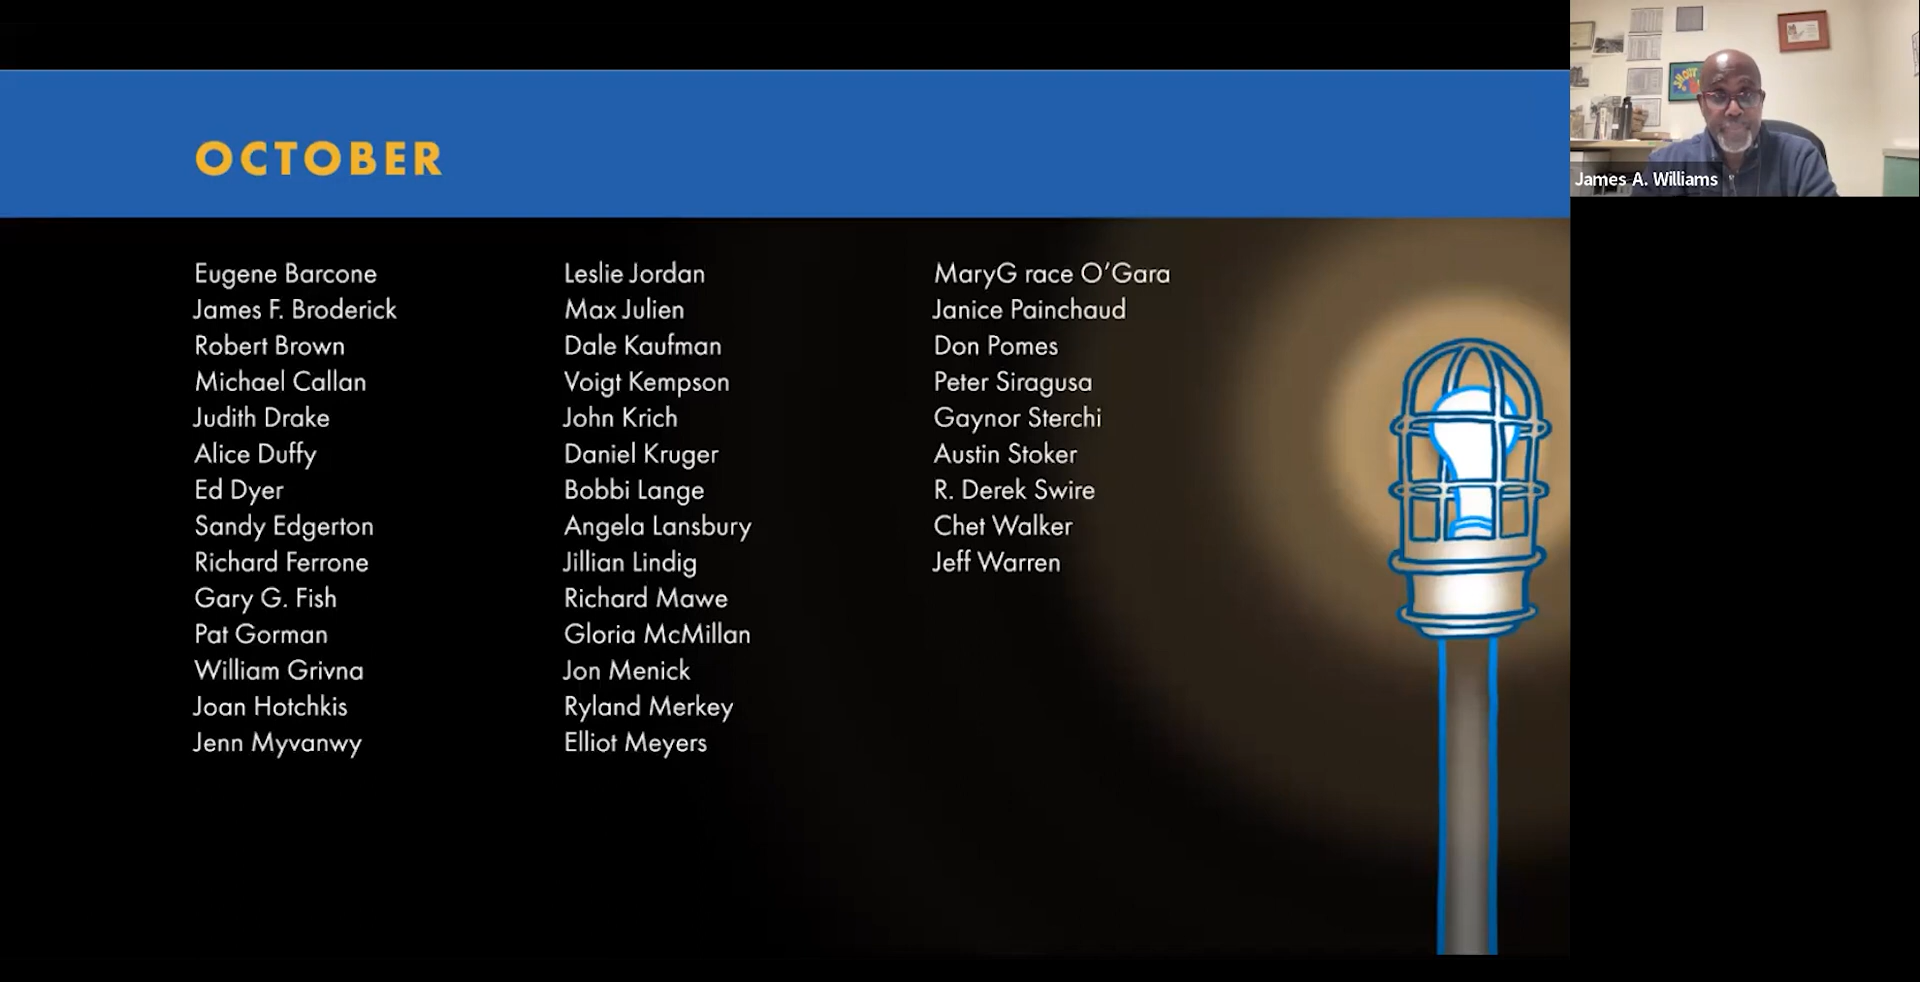 OCTOBER
Eugene Barcone
James F. Broderick
Robert Brown
Michael Callan
Judith Drake
Alice Duffy
Ed Dyer
Sandy Edgerton
Richard Ferrone
Gary G. Fish
Pat Gorman
William Grivna
Joan Hotchkis
Jenn Myvanwy
Leslie Jordan
Max Julien
Dale Kaufman
Voigt Kempson
John Krich
Daniel Kruger
Bobbi Lange
Angela Lansbury
Jillian Lindig
Richard Mawe
Gloria McMillan
Jon Menick
Ryland Merkey
Elliot Meyers
MaryG race O’Gara
Janice Painchaud
Don Pomes
Peter Siragusa
Gaynor Sterchi
Austin Stoker
R. Derek Swire
Chet Walker
Jeff Warren
James A. Williams